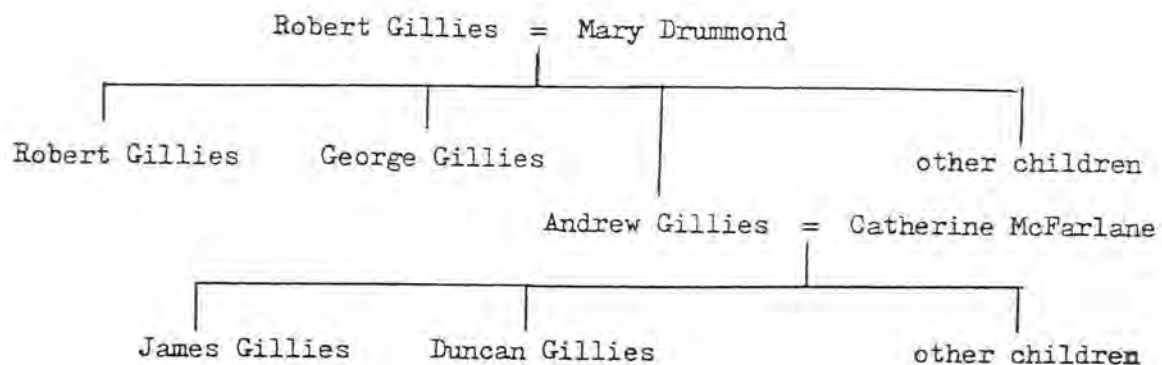 Robert Gillies = Mary Drummond
Robert Gillies George Gillies other children
Andrew Gillies = Catherine McFarlane
James Gillies Duncan Gillies other children